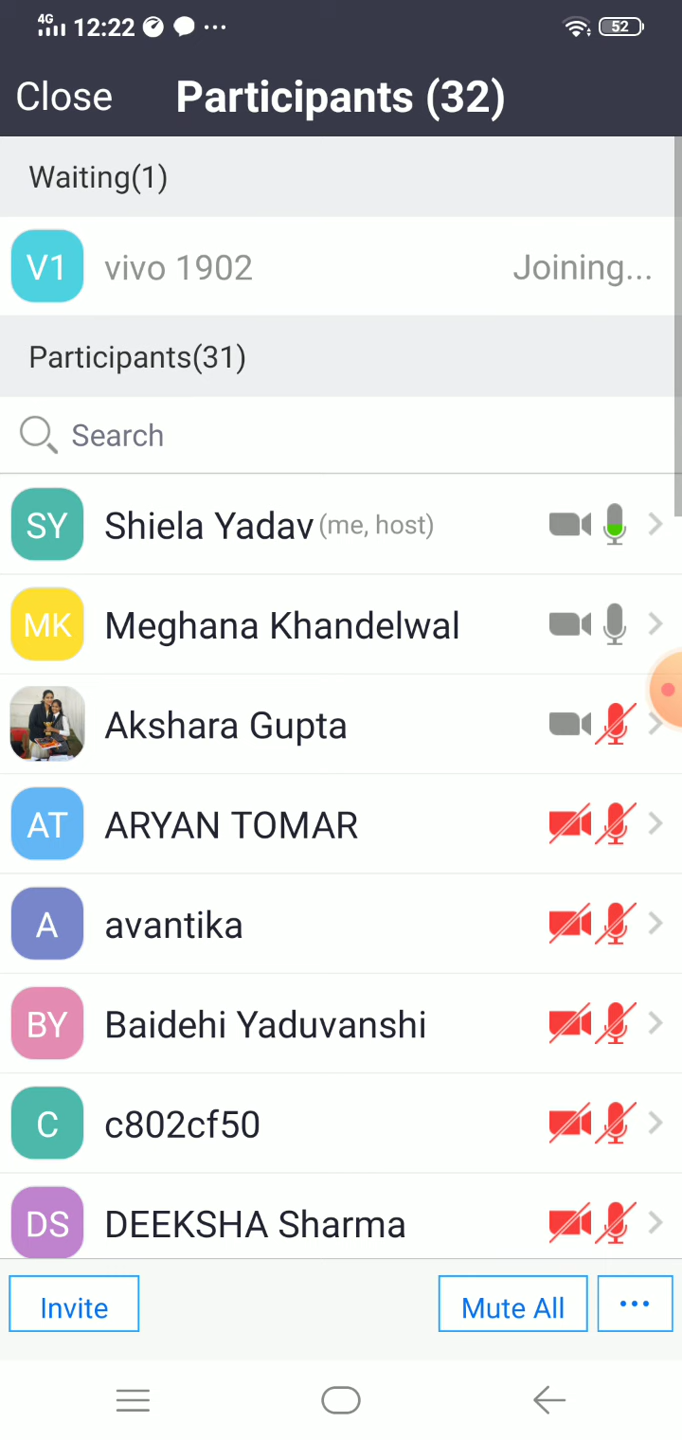 4G 12:22 ... 52
Close Participants (32)
Waiting(1)
V1 vivo 1902 Joining...
Participants(31)
Search
SY Shiela Yadav (me, host)
MK Meghana Khandelwal
Akshara Gupta
AT ARYAN TOMAR
A avantika
BY Baidehi Yaduvanshi
C c802cf50
DS DEEKSHA Sharma
Invite Mute All ...